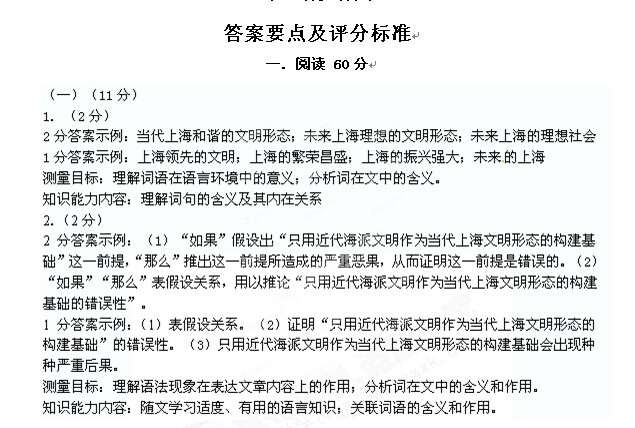 答案要点及评分标准
一．阅读 60 分
（一）（11 分）
1. （2 分）
2 分答案示例：当代上海和谐的文明形态；未来上海理想的文明形态；未来上海的理想社会
1 分答案示例：上海领先的文明；上海的繁荣昌盛；上海的振兴强大；未来的上海
测量目标：理解词语在语言环境中的意义；分析词在文中的含义。
知识能力内容：理解词句的含义及其内在关系
2.（2 分）
2 分答案示例：（1）“如果”假设出“只用近代海派文明作为当代上海文明形态的构建基
础”这一前提，“那么”推出这一前提所造成的严重恶果，从而证明这一前提是错误的。（2）
“如果”“那么”表假设关系，用以推论“只用近代海派文明作为当代上海文明形态的构建
基础的错误性”。
1 分答案示例：（1）表假设关系。（2）证明“只用近代海派文明作为当代上海文明形态的
构建基础”的错误性。（3）只用近代海派文明作为当代上海文明形态的构建基础会出现种
种严重后果。
测量目标：理解语法现象在表达文章内容上的作用；分析词在文中的含义和作用。
知识能力内容：随文学习适度、有用的语言知识，关联词语的含义和作用。